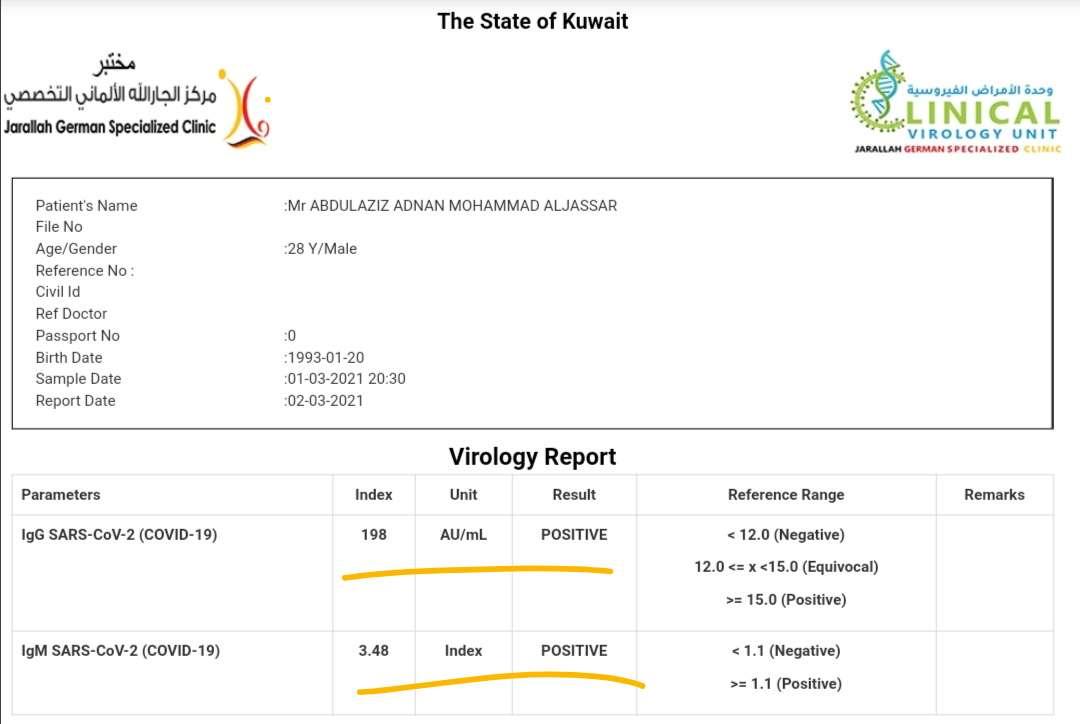 The State of Kuwait
مختبر
مركز الجارالله الألماني التخصصي
Jarallah German Specialized Clinic
وحدة الأمراض الفيروسية
CLINICAL
VIROLOGY UNIT
JARALLAH GERMAN SPECIALIZED CLINIC
Patient's Name :Mr ABDULAZIZ ADNAN MOHAMMAD ALJASSAR
File No
Age/Gender :28 Y/Male
Reference No :
Civil Id
Ref Doctor
Passport No :0
Birth Date :1993-01-20
Sample Date :01-03-2021 20:30
Report Date :02-03-2021
Virology Report
Parameters Index Unit Result Reference Range Remarks
IgG SARS-CoV-2 (COVID-19) 198 AU/mL POSITIVE < 12.0 (Negative)
12.0 <= x <15.0 (Equivocal)
>= 15.0 (Positive)
IgM SARS-CoV-2 (COVID-19) 3.48 Index POSITIVE < 1.1 (Negative)
>= 1.1 (Positive)